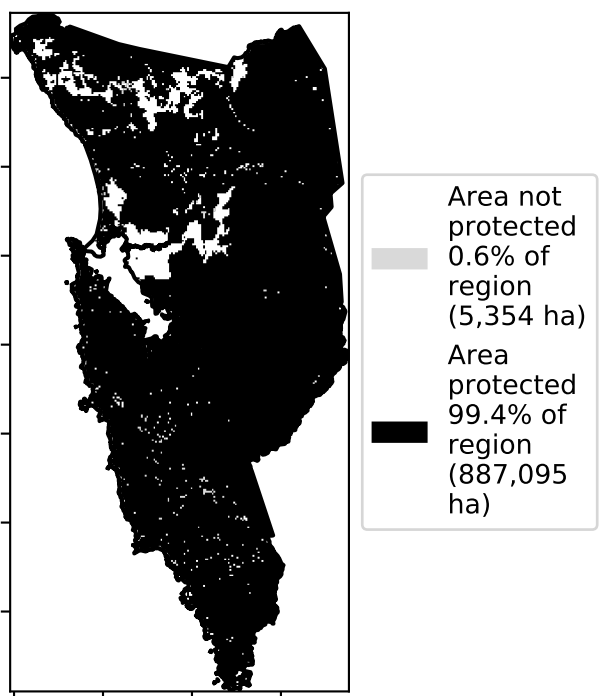 Area not
protected
0.6% of
region
(5,354 ha)
Area
protected
99.4% of
region
(887,095
ha)